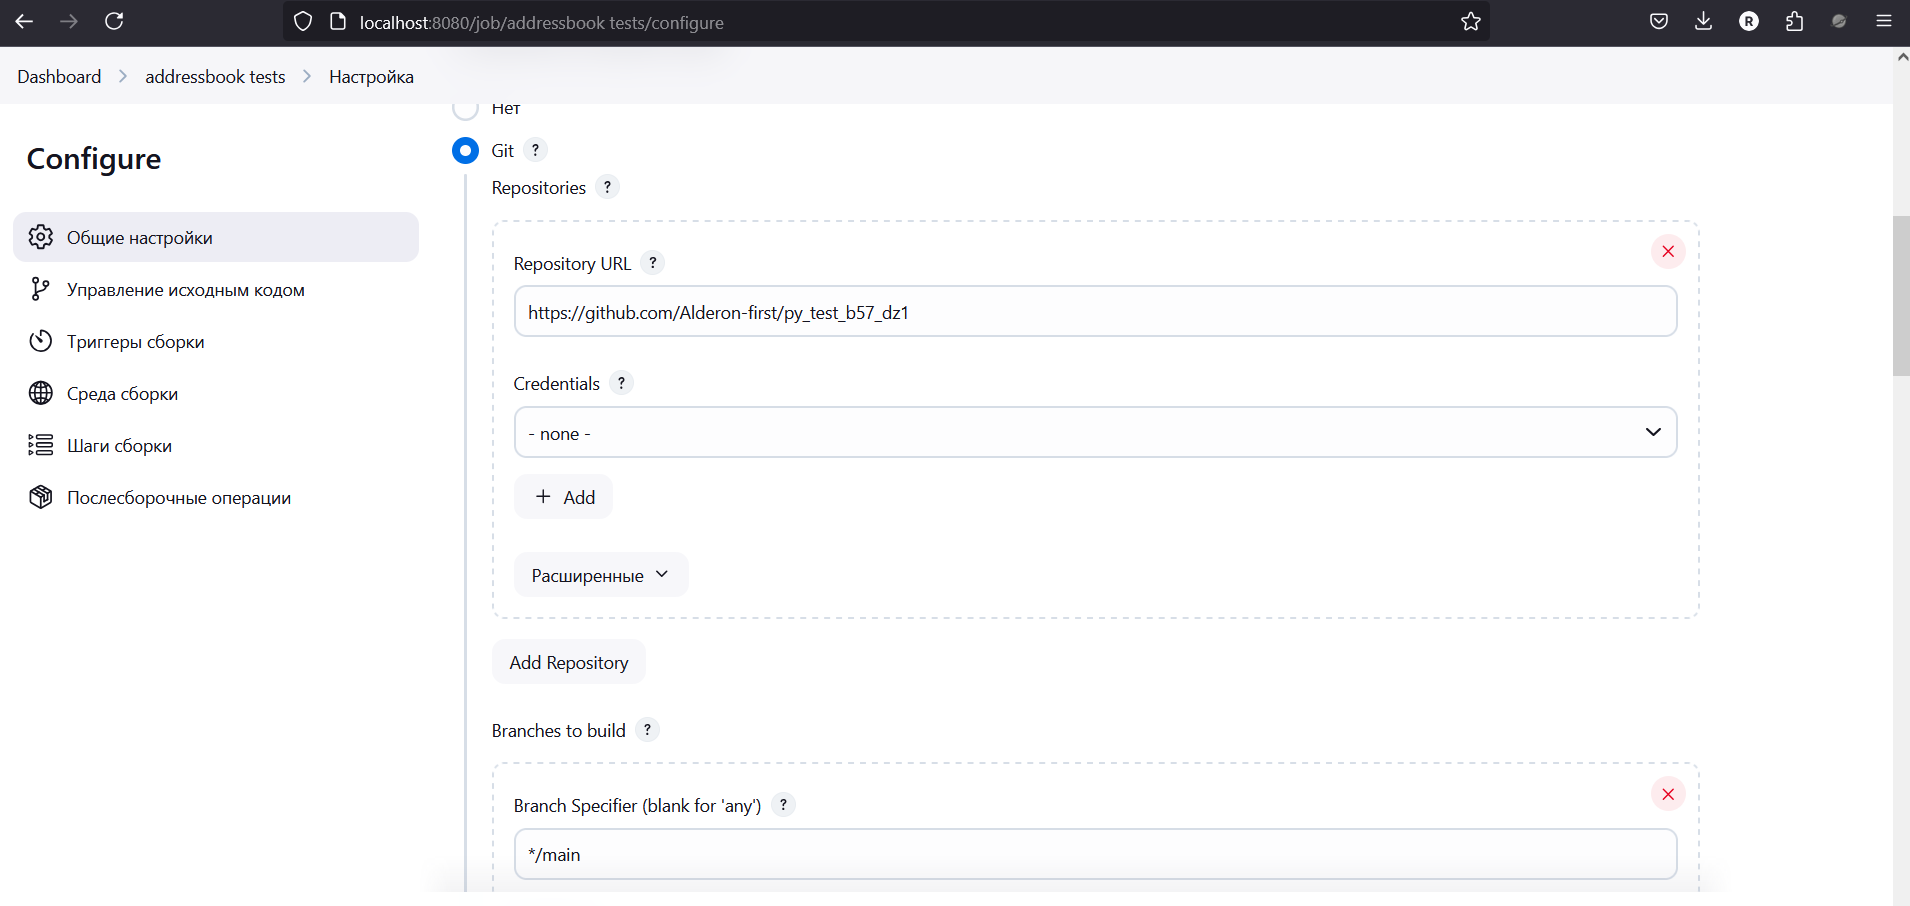 localhost:8080/job/addressbook tests/configure
R
Dashboard > addressbook tests > Настройка
Configure
Общие настройки
Управление исходным кодом
Триггеры сборки
Среда сборки
Шаги сборки
Послесборочные операции
Нет
Git ?
Repositories ?
Repository URL ?
https://github.com/Alderon-first/py_test_b57_dz1
Credentials ?
- none -
+ Add
Расширенные
Add Repository
Branches to build ?
Branch Specifier (blank for 'any') ?
*/main